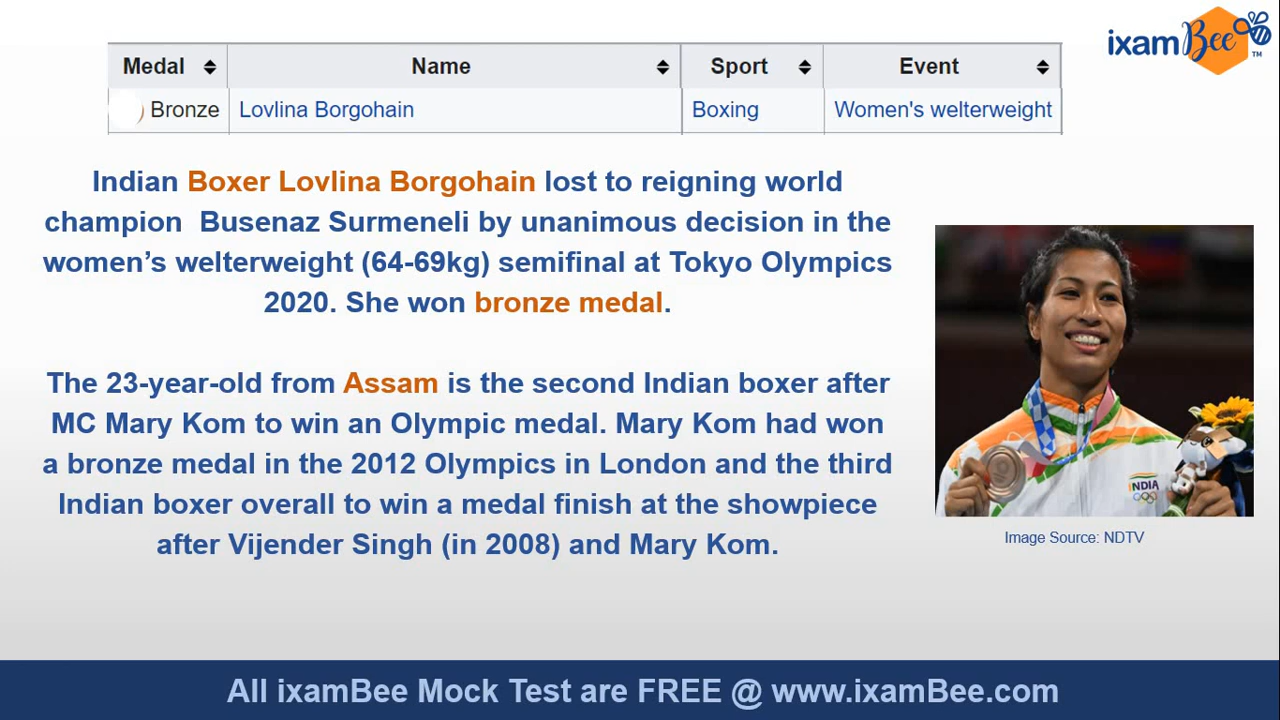 ixamBee
TM
Medal Name Sport Event
Bronze Lovlina Borgohain Boxing Women's welterweight
Indian Boxer Lovlina Borgohain lost to reigning world
champion Busenaz Surmeneli by unanimous decision in the
women’s welterweight (64-69kg) semifinal at Tokyo Olympics
2020. She won bronze medal.
The 23-year-old from Assam is the second Indian boxer after
MC Mary Kom to win an Olympic medal. Mary Kom had won
a bronze medal in the 2012 Olympics in London and the third
Indian boxer overall to win a medal finish at the showpiece
after Vijender Singh (in 2008) and Mary Kom.
INDIA
Image Source: NDTV
All ixamBee Mock Test are FREE @ www.ixamBee.com